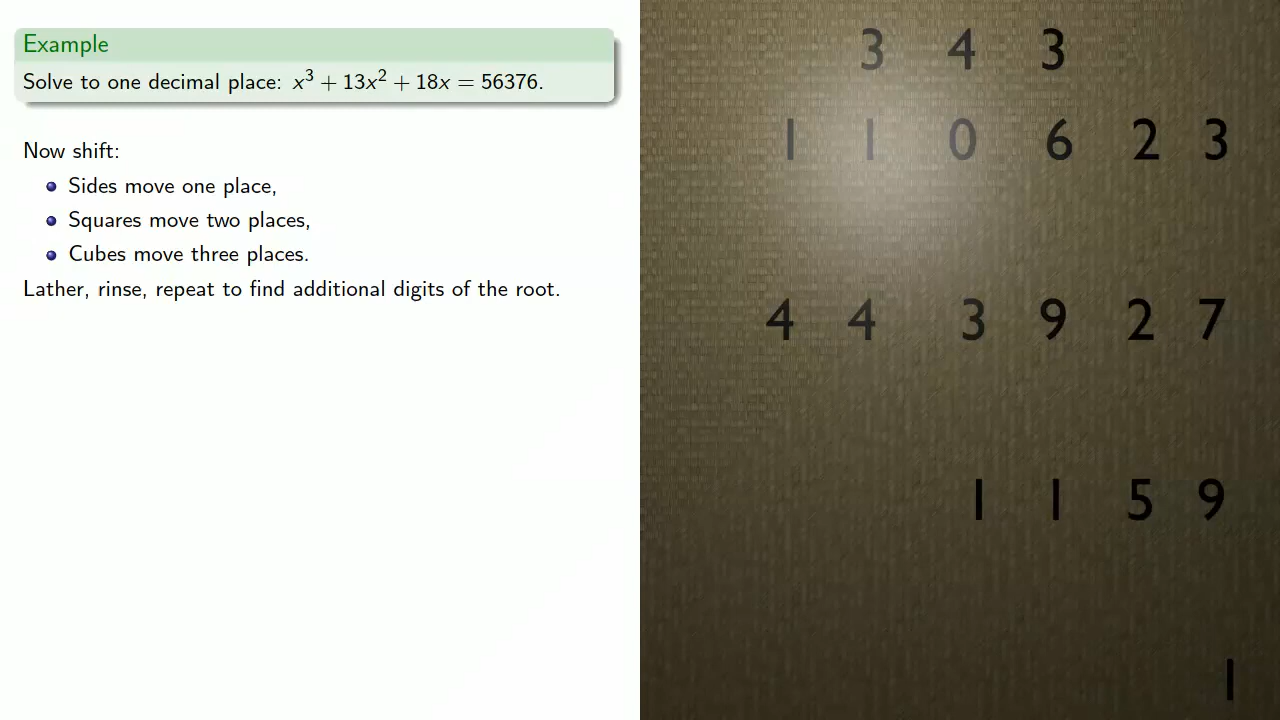 Example
Solve to one decimal place: x³ + 13x² + 18x = 56376.
Now shift:
Sides move one place,
Squares move two places,
Cubes move three places.
Lather, rinse, repeat to find additional digits of the root.
3 4 3
1 1 0 6 2 3
4 4 3 9 2 7
1 1 5 9
1